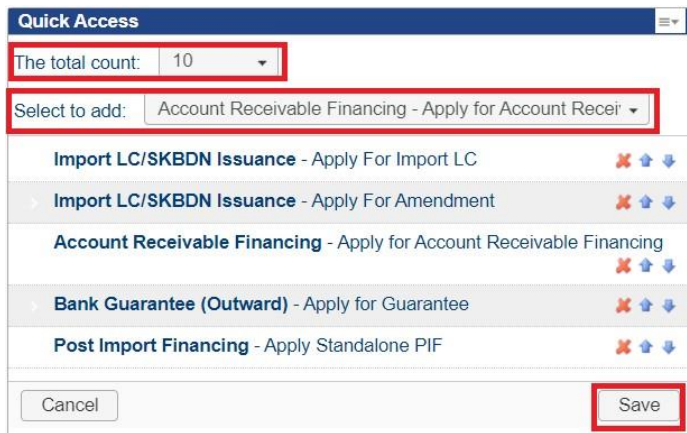 Quick Access
The total count: 10
Select to add: Account Receivable Financing - Apply for Account Recei
Import LC/SKBDN Issuance - Apply For Import LC
Import LC/SKBDN Issuance - Apply For Amendment
Account Receivable Financing - Apply for Account Receivable Financing
Bank Guarantee (Outward) - Apply for Guarantee
Post Import Financing - Apply Standalone PIF
Cancel Save